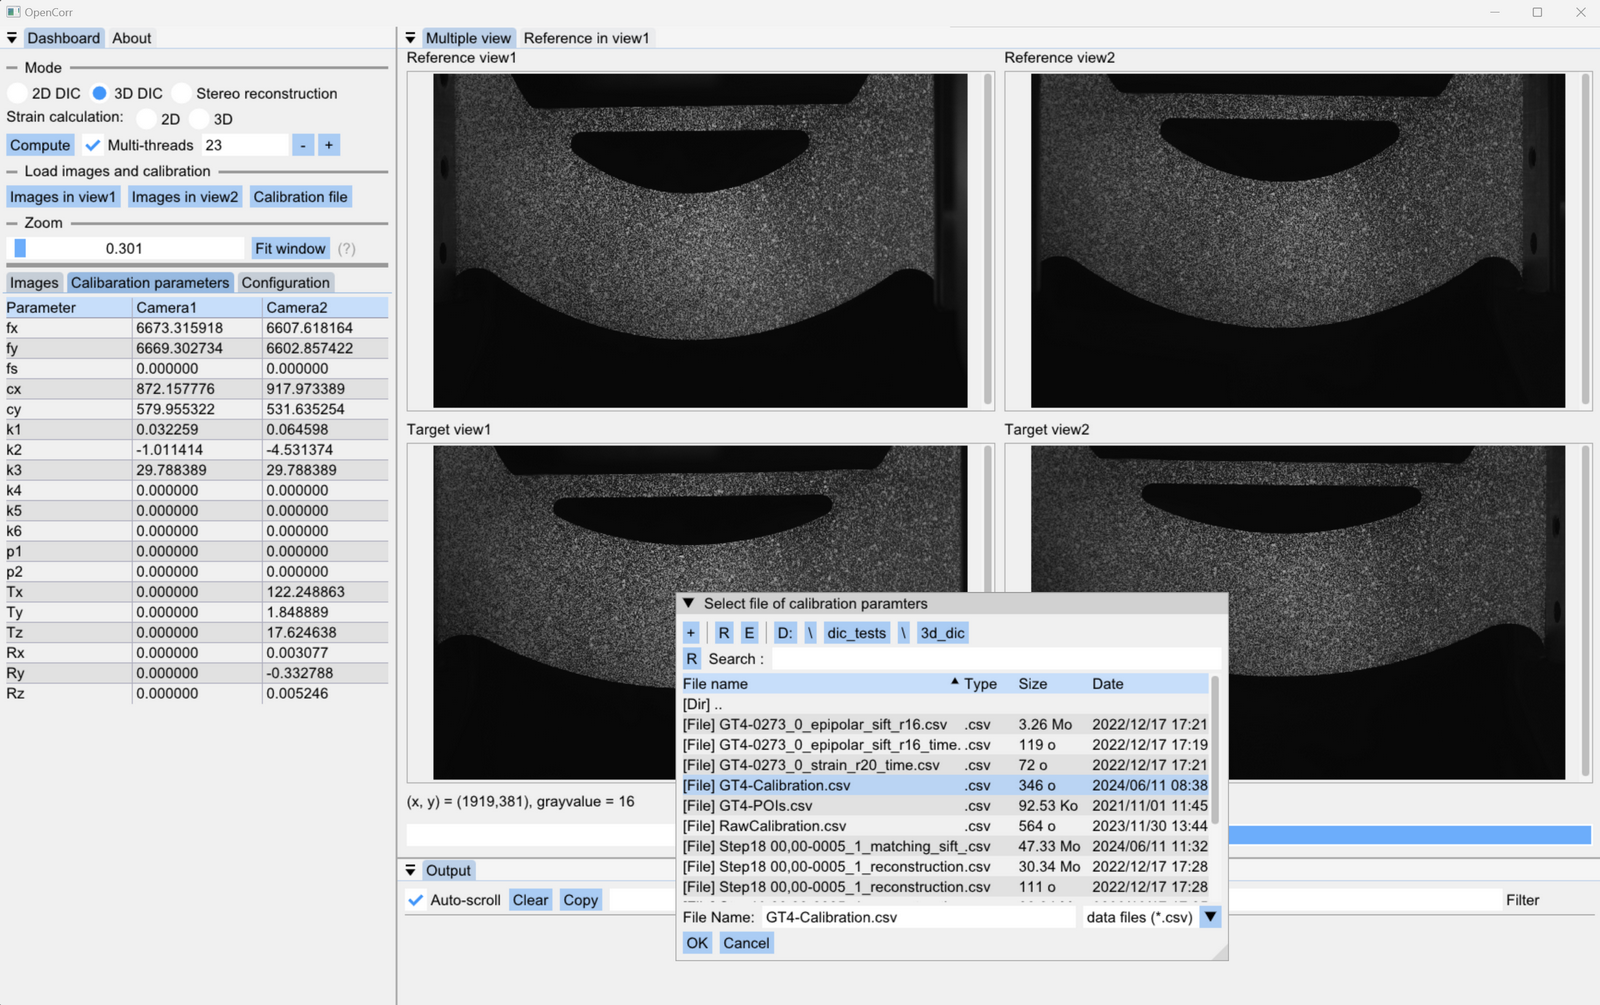 OpenCorr
Dashboard About
Mode
2D DIC 3D DIC Stereo reconstruction
Strain calculation: 2D 3D
Compute Multi-threads 23 - +
Load images and calibration
Images in view1 Images in view2 Calibration file
Zoom
0.301 Fit window (?)
Images Calibaration parameters Configuration
Parameter Camera1 Camera2
fx 6673.315918 6607.618164
fy 6669.302734 6602.857422
fs 0.000000 0.000000
cx 872.157776 917.973389
cy 579.955322 531.635254
k1 0.032259 0.064598
k2 -1.011414 -4.531374
k3 29.788389 29.788389
k4 0.000000 0.000000
k5 0.000000 0.000000
k6 0.000000 0.000000
p1 0.000000 0.000000
p2 0.000000 0.000000
Tx 0.000000 122.248863
Ty 0.000000 1.848889
Tz 0.000000 17.624638
Rx 0.000000 0.003077
Ry 0.000000 -0.332788
Rz 0.000000 0.005246
Multiple view Reference in view1
Reference view1 Reference view2
Target view1 Target view2
(x, y) = (1919,381), grayvalue = 16
Select file of calibration paramters
+ R E D: \ dic_tests \ 3d_dic
R Search :
File name Type Size Date
[Dir] ..
[File] GT4-0273_0_epipolar_sift_r16.csv .csv 3.26 Mo 2022/12/17 17:21
[File] GT4-0273_0_epipolar_sift_r16_time. .csv 119 o 2022/12/17 17:19
[File] GT4-0273_0_strain_r20_time.csv .csv 72 o 2022/12/17 17:21
[File] GT4-Calibration.csv .csv 346 o 2024/06/11 08:38
[File] GT4-POIs.csv .csv 92.53 Ko 2021/11/01 11:45
[File] RawCalibration.csv .csv 564 o 2023/11/30 13:44
[File] Step18 00,00-0005_1_matching_sift_.csv 47.33 Mo 2024/06/11 11:32
[File] Step18 00,00-0005_1_reconstruction.csv 30.34 Mo 2022/12/17 17:28
[File] Step18 00,00-0005_1_reconstruction.csv 111 o 2022/12/17 17:28
File Name: GT4-Calibration.csv data files (*.csv)
OK Cancel
Output
Auto-scroll Clear Copy Filter